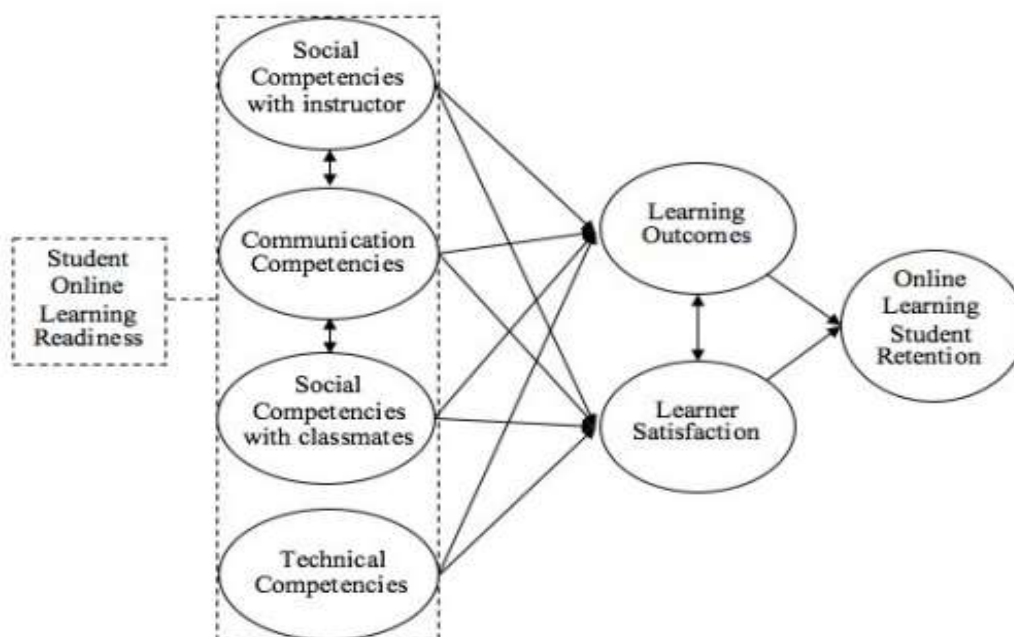 Student
Online
Learning
Readiness
Social
Competencies
with instructor
Communication
Competencies
Social
Competencies
with classmates
Technical
Competencies
Learning
Outcomes
Learner
Satisfaction
Online
Learning
Student
Retention